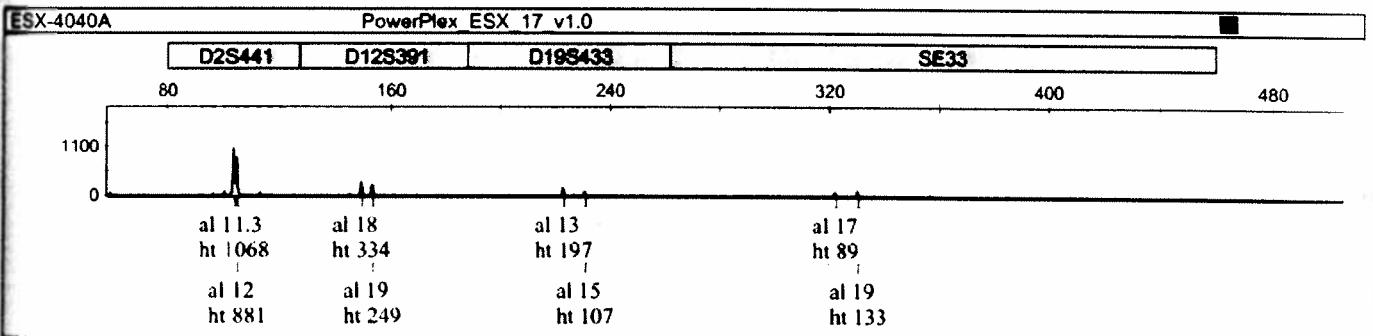 ESX-4040A PowerPlex_ESX_17_v1.0
D2S441 D12S391 D19S433 SE33
80 160 240 320 400 480
1100
0
al 11.3 al 18 al 13 al 17
ht 1068 ht 334 ht 197 ht 89
al 12 al 19 al 15 al 19
ht 881 ht 249 ht 107 ht 133